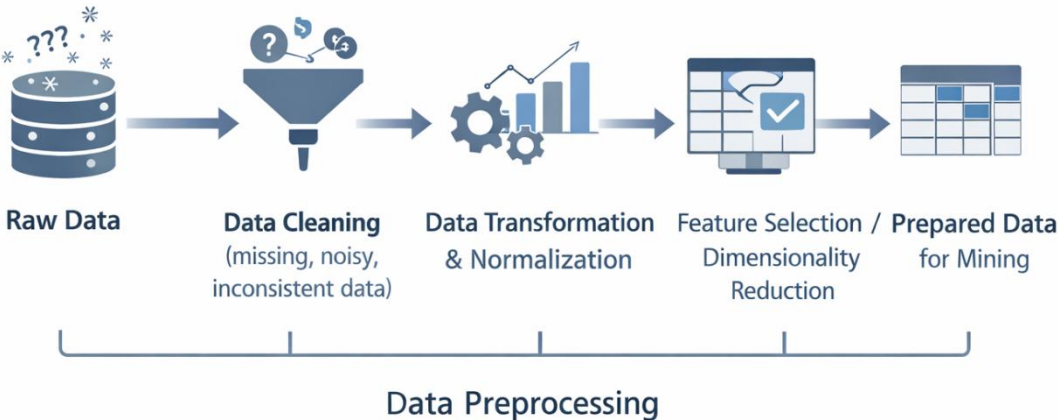 ???
?
Raw Data
Data Cleaning
(missing, noisy,
inconsistent data)
Data Transformation
& Normalization
Feature Selection /
Dimensionality
Reduction
Prepared Data
for Mining
Data Preprocessing